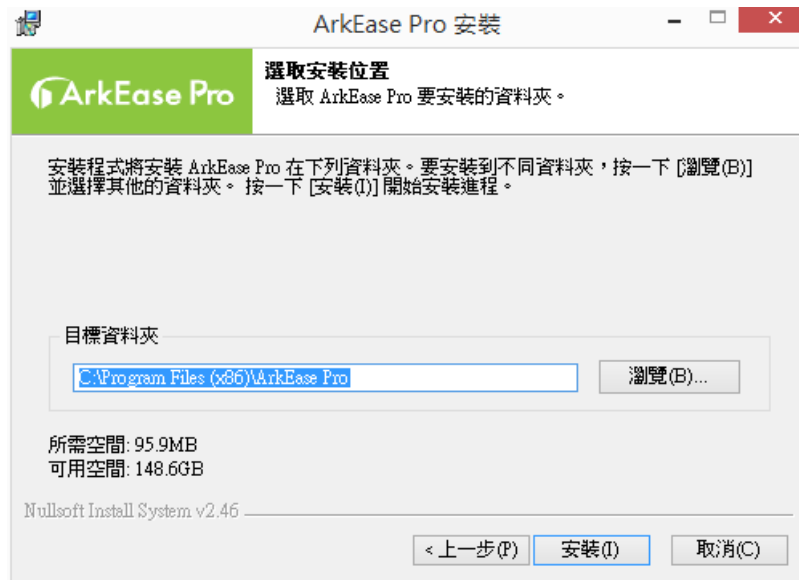 ArkEase Pro 安裝
ArkEase Pro
選取安裝位置
選取 ArkEase Pro 要安裝的資料夾。
安裝程式將安裝 ArkEase Pro 在下列資料夾。要安裝到不同資料夾，按一下 [瀏覽(B)]
並選擇其他的資料夾。 按一下 [安裝(I)] 開始安裝進程。
目標資料夾
C:\Program Files (x86)\ArkEase Pro
瀏覽(B)...
所需空間: 95.9MB
可用空間: 148.6GB
Nullsoft Install System v2.46
<上一步(P)
安裝(I)
取消(C)